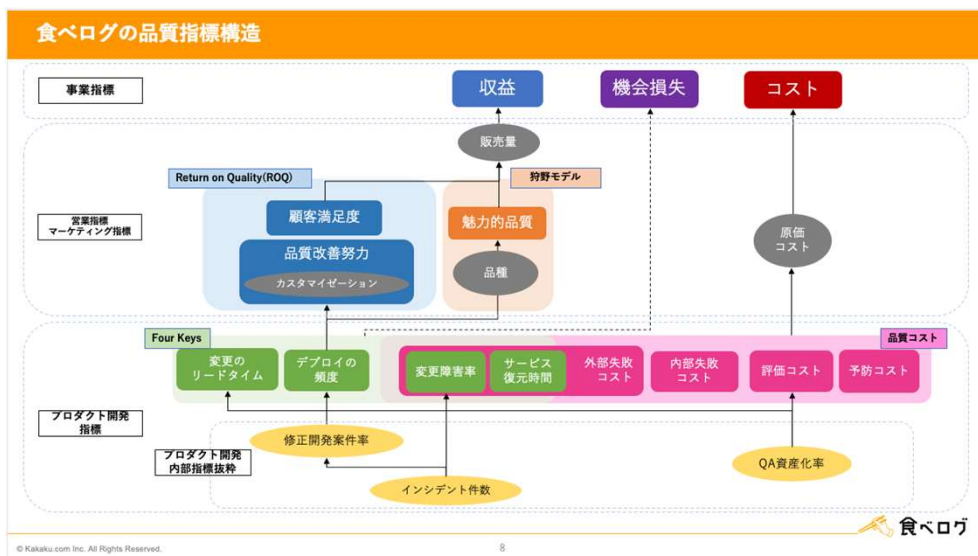 食べログの品質指標構造
事業指標
収益
機会損失
コスト
販売量
Return on Quality(ROQ)
狩野モデル
営業指標
マーケティング指標
顧客満足度
魅力的品質
品質改善努力
カスタマイゼーション
品種
原価
コスト
Four Keys
品質コスト
変更の
リードタイム
デプロイの
頻度
変更障害率
サービス
復元時間
外部失敗
コスト
内部失敗
コスト
評価コスト
予防コスト
プロダクト開発
指標
プロダクト開発
内部指標抜粋
修正開発案件率
インシデント件数
QA資産化率
食べログ
© Kakaku.com Inc. All Rights Reserved.
8